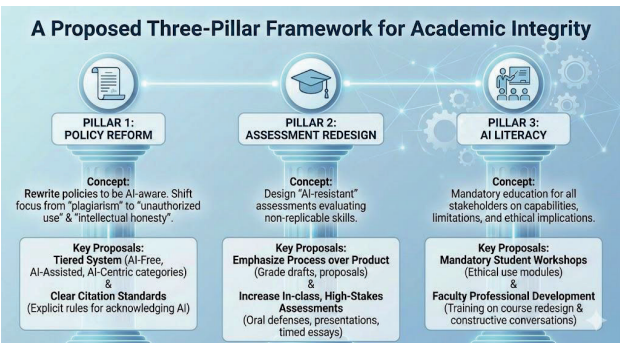 A Proposed Three-Pillar Framework for Academic Integrity
PILLAR 1:
POLICY REFORM
Concept:
Rewrite policies to be AI-aware. Shift
focus from "plagiarism" to "unauthorized
use" & "intellectual honesty".
Key Proposals:
Tiered System (AI-Free,
AI-Assisted, AI-Centric categories)
&
Clear Citation Standards
(Explicit rules for acknowledging AI)
PILLAR 2:
ASSESSMENT REDESIGN
Concept:
Design "AI-resistant"
assessments evaluating
non-replicable skills.
Key Proposals:
Emphasize Process over Product
(Grade drafts, proposals)
&
Increase In-class, High-Stakes
Assessments
(Oral defenses, presentations,
timed essays)
PILLAR 3:
AI LITERACY
Concept:
Mandatory education for all
stakeholders on capabilities,
limitations, and ethical implications.
Key Proposals:
Mandatory Student Workshops
(Ethical use modules)
&
Faculty Professional Development
(Training on course redesign &
constructive conversations)